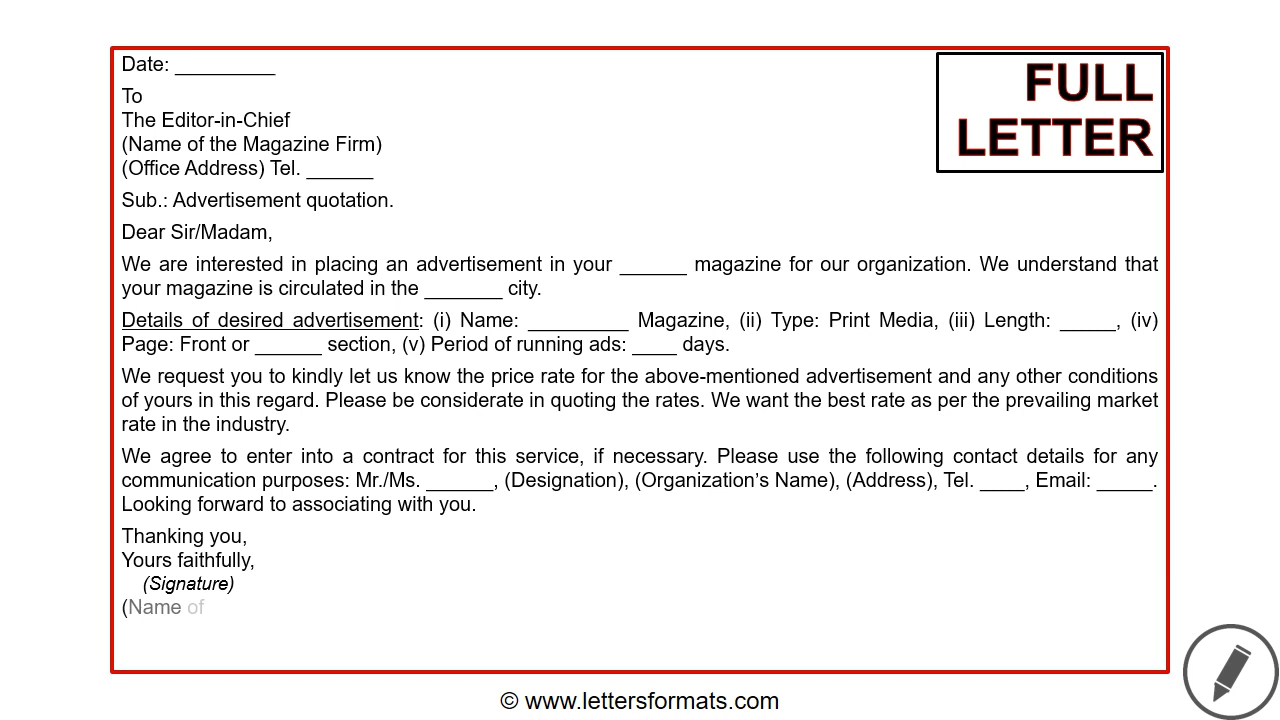 Date: _________
FULL
LETTER
To
The Editor-in-Chief
(Name of the Magazine Firm)
(Office Address) Tel. ______
Sub.: Advertisement quotation.
Dear Sir/Madam,
We are interested in placing an advertisement in your ______ magazine for our organization. We understand that
your magazine is circulated in the _______ city.
Details of desired advertisement: (i) Name: _________ Magazine, (ii) Type: Print Media, (iii) Length: _____, (iv)
Page: Front or ______ section, (v) Period of running ads: ____ days.
We request you to kindly let us know the price rate for the above-mentioned advertisement and any other conditions
of yours in this regard. Please be considerate in quoting the rates. We want the best rate as per the prevailing market
rate in the industry.
We agree to enter into a contract for this service, if necessary. Please use the following contact details for any
communication purposes: Mr./Ms. ______, (Designation), (Organization’s Name), (Address), Tel. ____, Email: _____.
Looking forward to associating with you.
Thanking you,
Yours faithfully,
(Signature)
(Name of
© www.lettersformats.com